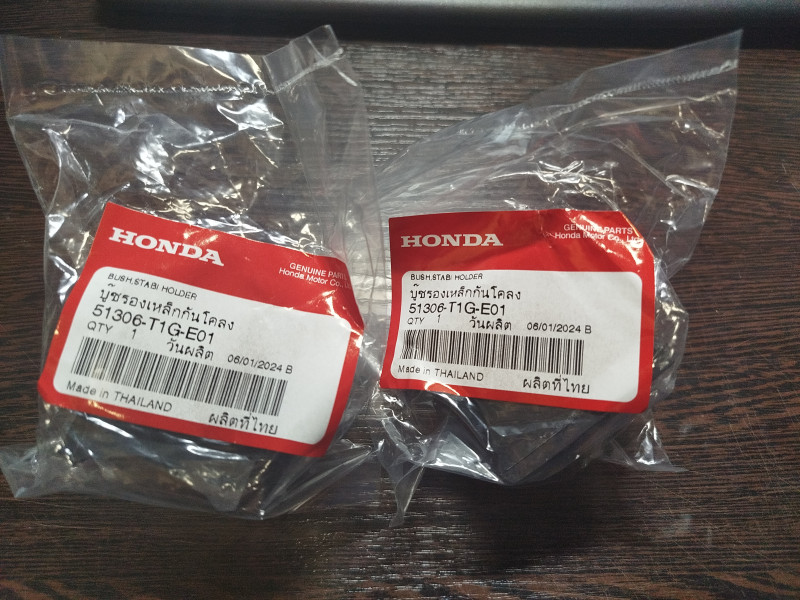 HONDA
GENUINE PARTS
Honda Motor Co., Ltd.
BUSH,STAB/ HOLDER
บู๊ชรองเหล็กกันโคลง
51306-T1G-E01
QTY 1 วันผลิต 06/01/2024 B
Made in THAILAND
ผลิตที่ไทย
HONDA
GENUINE PARTS
Honda Motor Co., Ltd.
BUSH,STAB/ HOLDER
บู๊ชรองเหล็กกันโคลง
51306-T1G-E01
QTY 1 วันผลิต 06/01/2024 B
Made in THAILAND
ผลิตที่ไทย